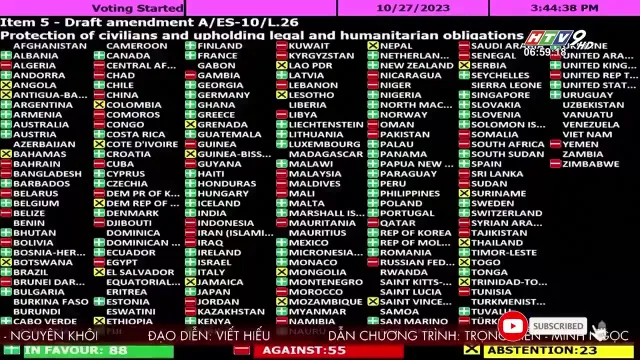 Voting Started
10/27/2023
3:44:38 PM
Item 5 - Draft amendment A/ES-10/L.26
Protection of civilians and upholding legal and humanitarian obligations
HTV9 HD
06:59:18
AFGHANISTAN
ALBANIA
ALGERIA
ANDORRA
ANGOLA
ANTIGUA-BA...
ARGENTINA
ARMENIA
AUSTRALIA
AUSTRIA
AZERBAIJAN
BAHAMAS
BAHRAIN
BANGLADESH
BARBADOS
BELARUS
BELGIUM
BELIZE
BENIN
BHUTAN
BOLIVIA
BOSNIA-HER...
BOTSWANA
BRAZIL
BRUNEI DAR...
BULGARIA
BURKINA FASO
BURUNDI
CABO VERDE
CAMEROON
CANADA
CENTRAL AF...
CHAD
CHILE
CHINA
COLOMBIA
COMOROS
CONGO
COSTA RICA
COTE D'IVOIRE
CROATIA
CUBA
CYPRUS
CZECHIA
DEM PR OF K...
DEM REP OF ...
DENMARK
DJIBOUTI
DOMINICA
DOMINICAN ...
ECUADOR
EGYPT
EL SALVADOR
EQUATORIAL...
ERITREA
ESTONIA
ESWATINI
ETHIOPIA
FINLAND
FRANCE
GABON
GAMBIA
GEORGIA
GERMANY
GHANA
GREECE
GRENADA
GUATEMALA
GUINEA
GUINEA-BISS...
GUYANA
HAITI
HONDURAS
HUNGARY
ICELAND
INDIA
INDONESIA
IRAN (ISLAMI...
IRAQ
IRELAND
ISRAEL
ITALY
JAMAICA
JAPAN
JORDAN
KAZAKHSTAN
KENYA
KUWAIT
KYRGYZSTAN
LAO PDR
LATVIA
LEBANON
LESOTHO
LIBERIA
LIBYA
LIECHTENSTEIN
LITHUANIA
LUXEMBOURG
MADAGASCAR
MALAWI
MALAYSIA
MALDIVES
MALI
MALTA
MARSHALL IS...
MAURITANIA
MAURITIUS
MEXICO
MICRONESIA...
MONACO
MONGOLIA
MONTENEGRO
MOROCCO
MOZAMBIQUE
MYANMAR
NAMIBIA
NAURU
NEPAL
NETHERLAN...
NEW ZEALAND
NICARAGUA
NIGER
NIGERIA
NORTH MAC...
NORWAY
OMAN
PAKISTAN
PALAU
PANAMA
PAPUA NEW ...
PARAGUAY
PERU
PHILIPPINES
POLAND
PORTUGAL
QATAR
REP OF KOREA
REP OF MOL...
ROMANIA
RUSSIAN FED...
RWANDA
SAINT KITTS-...
SAINT LUCIA
SAINT VINCE...
SAMOA
SAN MARINO
SAUDI ARAB...
SENEGAL
SERBIA
SEYCHELLES
SIERRA LEONE
SINGAPORE
SLOVAKIA
SLOVENIA
SOLOMON IS...
SOMALIA
SOUTH AFRICA
SOUTH SUDAN
SPAIN
SRI LANKA
SUDAN
SURINAME
SWEDEN
SWITZERLAND
SYRIAN ARA...
TAJIKISTAN
THAILAND
TIMOR-LESTE
TOGO
TONGA
TRINIDAD-TO...
TUNISIA
TURKMENIST...
UNITED ARA...
UNITED KING...
UNITED REP T...
UNITED STAT...
URUGUAY
UZBEKISTAN
VANUATU
VENEZUELA
VIET NAM
YEMEN
ZAMBIA
ZIMBABWE
SUBSCRIBED
- NGUYÊN KHÔI ĐẠO DIỄN: VIẾT HIẾU DẪN CHƯƠNG TRÌNH: TRỌNG HIẾN - MINH NGỌC
IN FAVOUR: 88
AGAINST:55
ABSTENTION:23